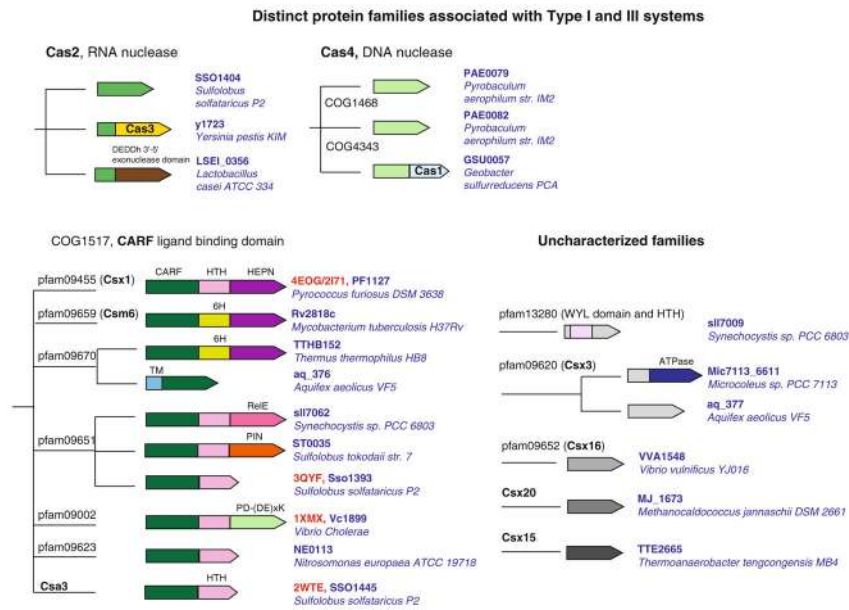 Distinct protein families associated with Type I and III systems
Cas2, RNA nuclease
SSO1404
Sulfolobus
solfataricus P2
Cas3
y1723
Yersinia pestis KIM
DEDDh 3'-5'
exonuclease domain
LSEI_0356
Lactobacillus
casei ATCC 334
Cas4, DNA nuclease
PAE0079
Pyrobaculum
aerophilum str. IM2
COG1468
PAE0082
Pyrobaculum
aerophilum str. IM2
COG4343
GSU0057
Cas1
Geobacter
sulfurreducens PCA
COG1517, CARF ligand binding domain
pfam09455 (Csx1)
CARF HTH HEPN
4EOG/2I71, PF1127
Pyrococcus furiosus DSM 3638
pfam09659 (Csm6)
6H
Rv2818c
Mycobacterium tuberculosis H37Rv
pfam09670
6H
TTHB152
Thermus thermophilus HB8
TM
aq_376
Aquifex aeolicus VF5
pfam09651
RelE
sll7062
Synechocystis sp. PCC 6803
PIN
ST0035
Sulfolobus tokodaii str. 7
3QYF, Sso1393
Sulfolobus solfataricus P2
pfam09002
PD-(DE)xK
1XMX, Vc1899
Vibrio Cholerae
pfam09623
NE0113
Nitrosomonas europaea ATCC 19718
Csa3
HTH
2WTE, SSO1445
Sulfolobus solfataricus P2
Uncharacterized families
pfam13280 (WYL domain and HTH)
sll7009
Synechocystis sp. PCC 6803
pfam09620 (Csx3)
ATPase
Mic7113_6611
Microcoleus sp. PCC 7113
aq_377
Aquifex aeolicus VF5
pfam09652 (Csx16)
VVA1548
Vibrio vulnificus YJ016
Csx20
MJ_1673
Methanocaldococcus jannaschii DSM 2661
Csx15
TTE2665
Thermoanaerobacter tengcongensis MB4